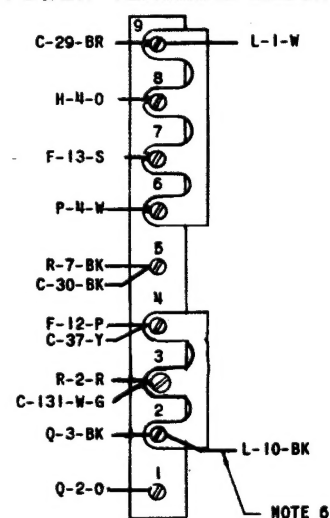 9
C-29-BR L-1-W
8
H-4-O
7
F-13-S
6
P-4-W
5
R-7-BK
C-30-BK
4
F-12-P
C-37-Y
3
R-2-R
C-131-W-G
2
Q-3-BK L-10-BK
1
Q-2-O
NOTE 6